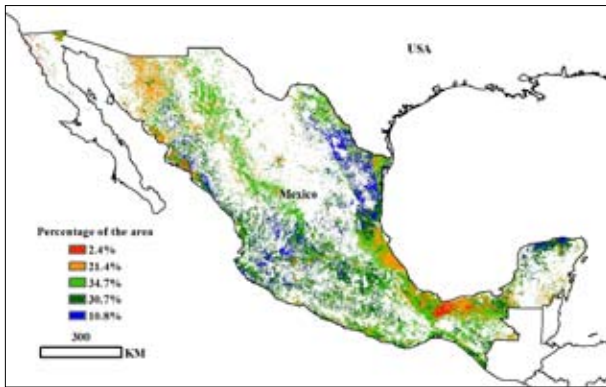 USA
Mexico
Percentage of the area
2.4%
21.4%
34.7%
30.7%
10.8%
300
KM